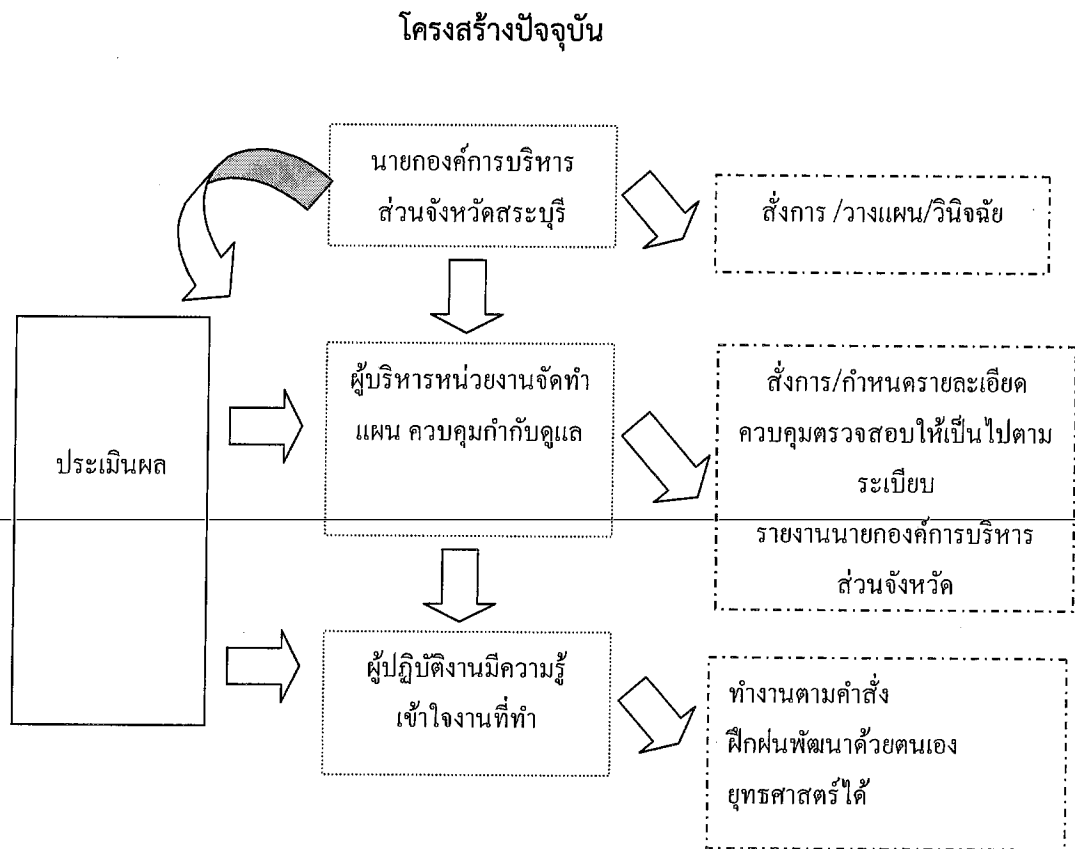 โครงสร้างปัจจุบัน
นายกองค์การบริหาร
ส่วนจังหวัดสระบุรี
สั่งการ /วางแผน/วินิจฉัย
ประเมินผล
ผู้บริหารหน่วยงานจัดทำ
แผน ควบคุมกำกับดูแล
สั่งการ/กำหนดรายละเอียด
ควบคุมตรวจสอบให้เป็นไปตาม
ระเบียบ
รายงานนายกองค์การบริหาร
ส่วนจังหวัด
ผู้ปฏิบัติงานมีความรู้
เข้าใจงานที่ทำ
ทำงานตามคำสั่ง
ฝึกฝนพัฒนาด้วยตนเอง
ยุทธศาสตร์ได้